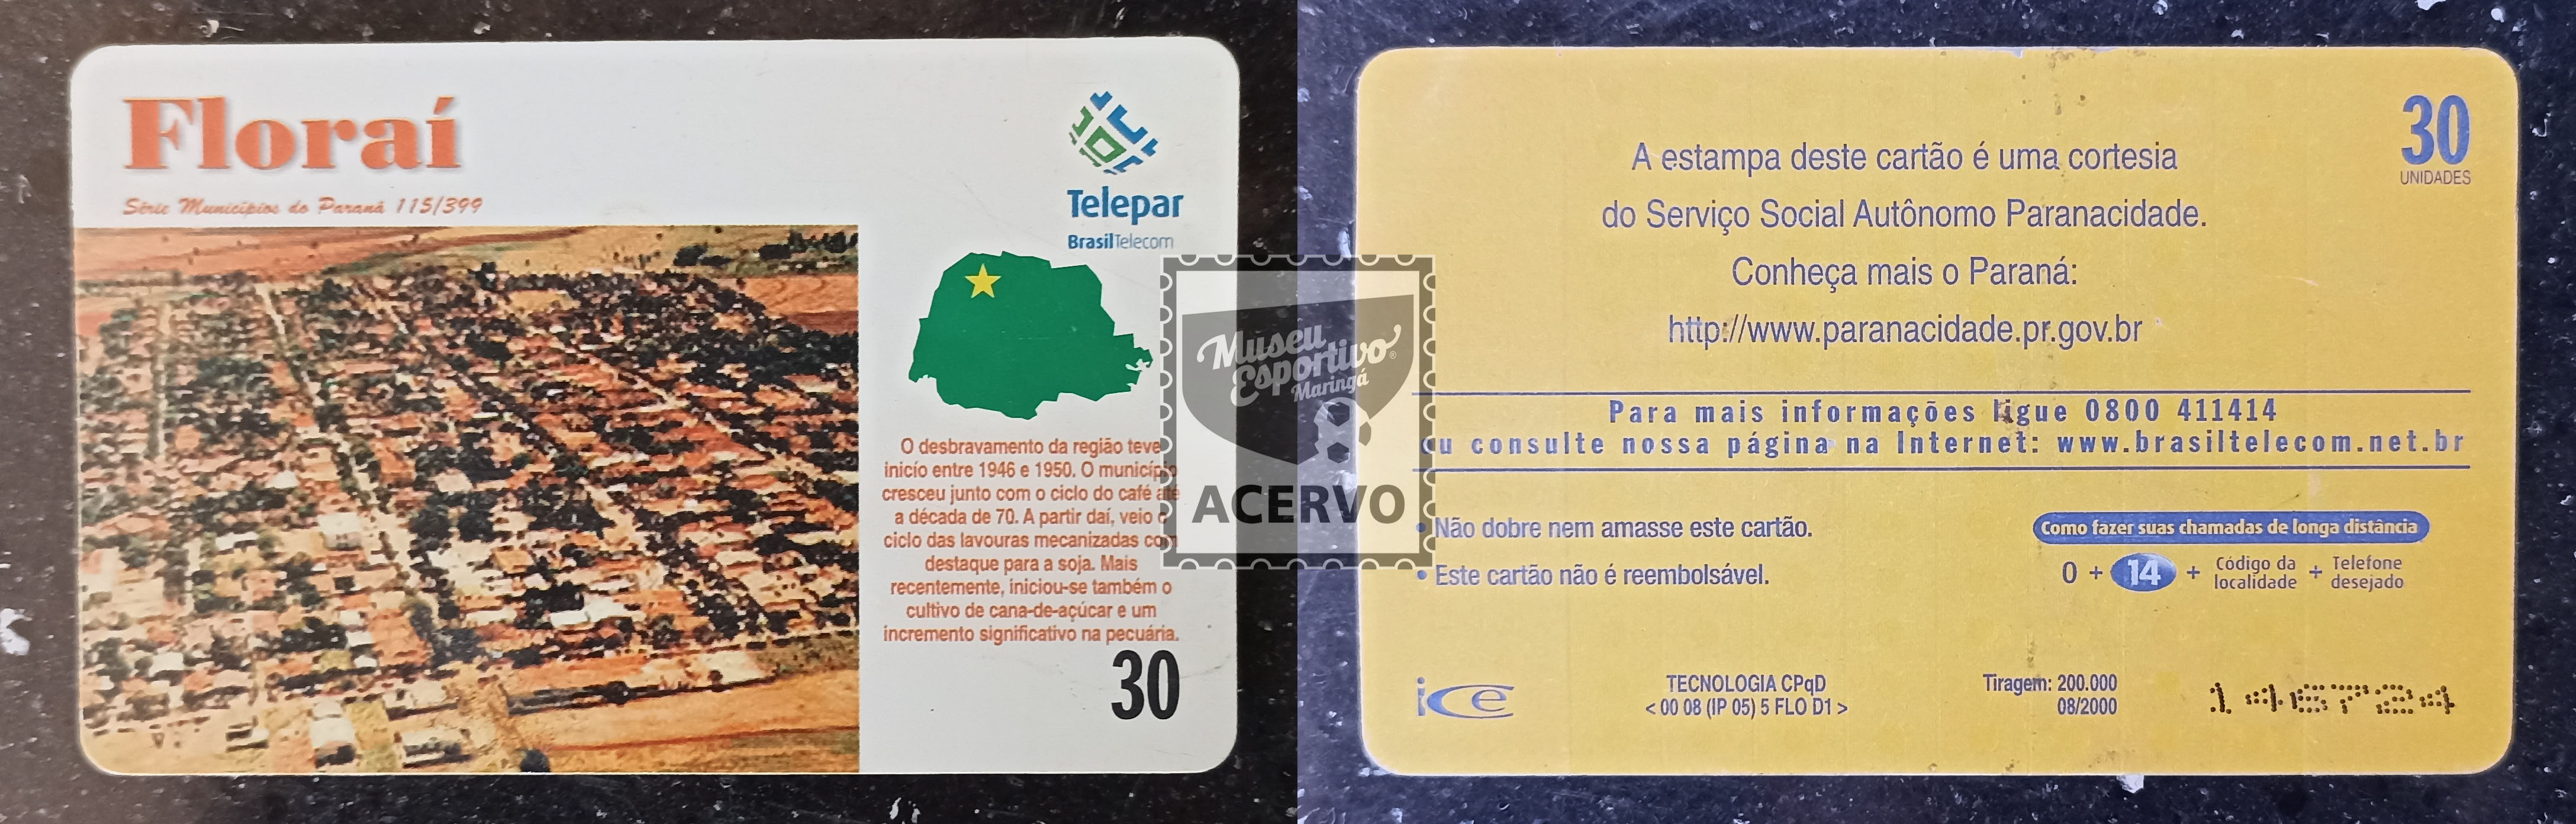 Floraí
Série Municípios do Paraná 115/399
Telepar
BrasilTelecom
O desbravamento da região teve
inicío entre 1946 e 1950. O município
cresceu junto com o ciclo do café até
a década de 70. A partir daí, veio o
ciclo das lavouras mecanizadas com
destaque para a soja. Mais
recentemente, iniciou-se também o
cultivo de cana-de-açúcar e um
incremento significativo na pecuária.
30
Museu
Esportivo
Maringá
ACERVO
30
UNIDADES
A estampa deste cartão é uma cortesia
do Serviço Social Autônomo Paranacidade.
Conheça mais o Paraná:
http://www.paranacidade.pr.gov.br
Para mais informações ligue 0800 411414
ou consulte nossa página na Internet: www.brasiltelecom.net.br
• Não dobre nem amasse este cartão.
• Este cartão não é reembolsável.
Como fazer suas chamadas de longa distância
0 + 14 + Código da localidade + Telefone desejado
ice
TECNOLOGIA CPqD
< 00 08 (IP 05) 5 FLO D1 >
Tiragem: 200.000
08/2000
146724